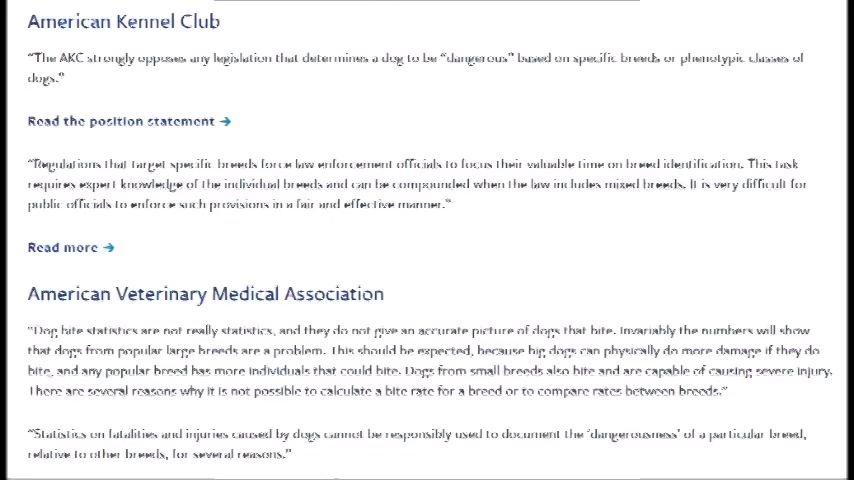 American Kennel Club
“The AKC strongly opposes any legislation that determines a dog to be “dangerous” based on specific breeds or phenotypic classes of
dogs.”
Read the position statement →
“Regulations that target specific breeds force law enforcement officials to focus their valuable time on breed identification. This task
requires expert knowledge of the individual breeds and can be compounded when the law includes mixed breeds. It is very difficult for
public officials to enforce such provisions in a fair and effective manner.”
Read more →
American Veterinary Medical Association
“Dog bite statistics are not really statistics, and they do not give an accurate picture of dogs that bite. Invariably the numbers will show
that dogs from popular large breeds are a problem. This should be expected, because big dogs can physically do more damage if they do
bite, and any popular breed has more individuals that could bite. Dogs from small breeds also bite and are capable of causing severe injury.
There are several reasons why it is not possible to calculate a bite rate for a breed or to compare rates between breeds.”
“Statistics on fatalities and injuries caused by dogs cannot be responsibly used to document the ‘dangerousness’ of a particular breed,
relative to other breeds, for several reasons.”